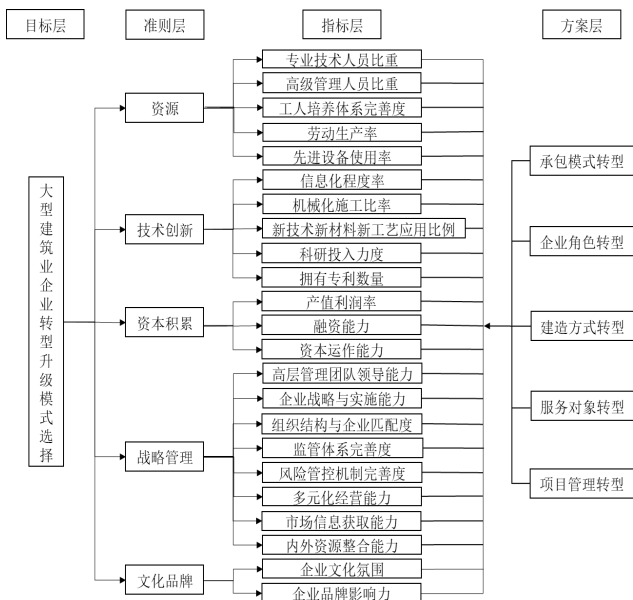 目标层
准则层
指标层
方案层
大型建筑业企业转型升级模式选择
资源
技术创新
资本积累
战略管理
文化品牌
专业技术人员比重
高级管理人员比重
工人培养体系完善度
劳动生产率
先进设备使用率
信息化程度率
机械化施工比率
新技术新材料新工艺应用比例
科研投入力度
拥有专利数量
产值利润率
融资能力
资本运作能力
高层管理团队领导能力
企业战略与实施能力
组织结构与企业匹配度
监管体系完善度
风险管控机制完善度
多元化经营能力
市场信息获取能力
内外资源整合能力
企业文化氛围
企业品牌影响力
承包模式转型
企业角色转型
建造方式转型
服务对象转型
项目管理转型